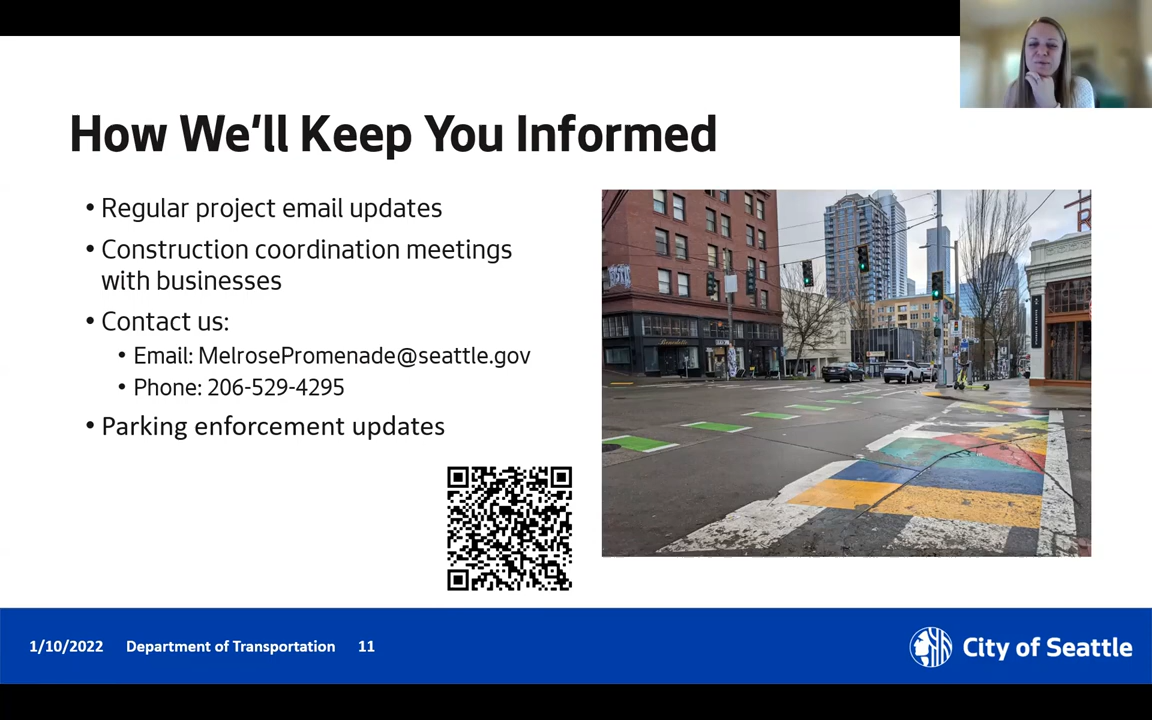 How We'll Keep You Informed
• Regular project email updates
• Construction coordination meetings
with businesses
• Contact us:
• Email: MelrosePromenade@seattle.gov
• Phone: 206-529-4295
• Parking enforcement updates
1/10/2022 Department of Transportation 11
City of Seattle